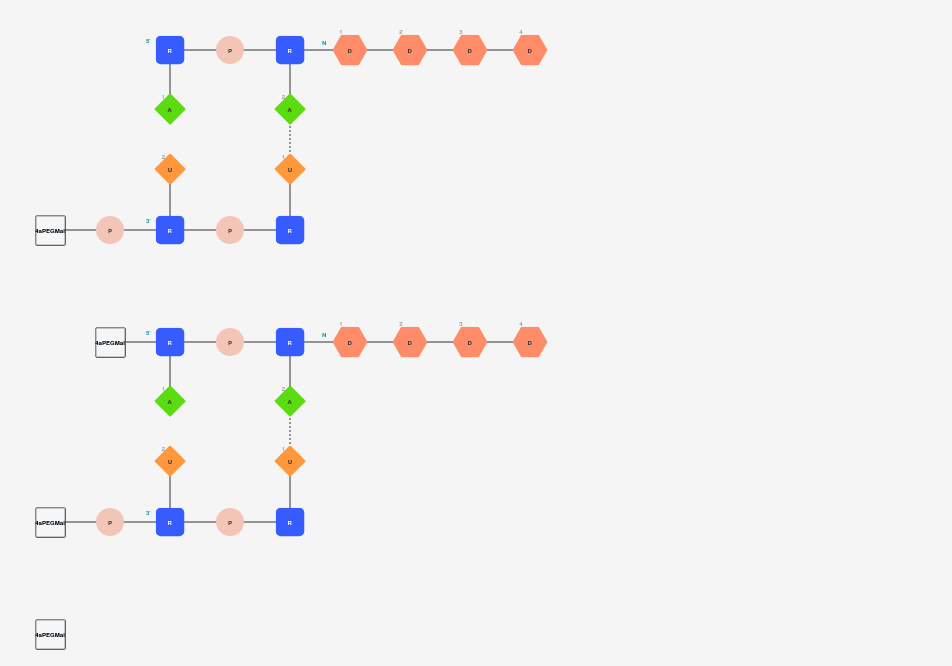 1 2 3 4
5' R P R N D D D D
1 2
A A
2 1
U U
4aPEGMal P 3' R P R
1 2 3 4
4aPEGMal 5' R P R N D D D D
1 2
A A
2 1
U U
4aPEGMal P 3' R P R
4aPEGMal